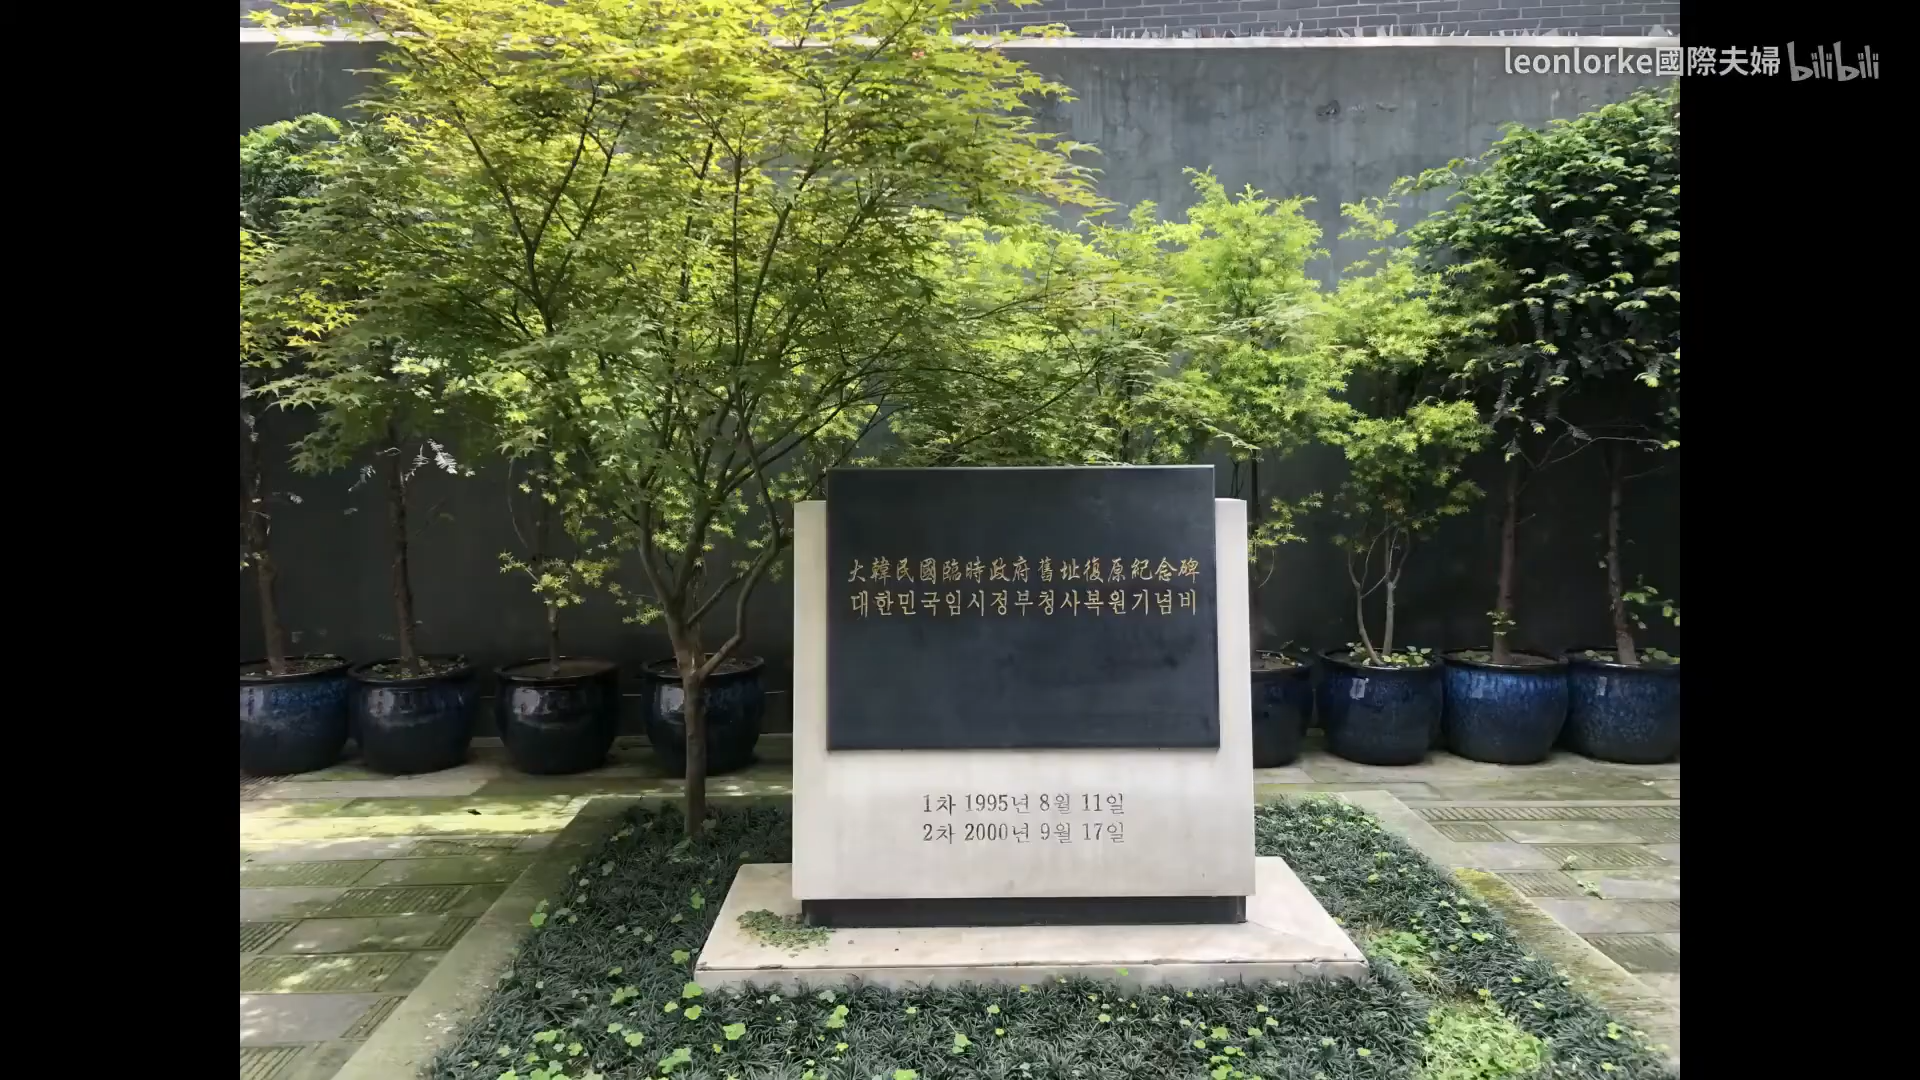 leonlorke國際夫婦 bilibili
大韓民國臨時政府舊址復原紀念碑
대한민국임시정부청사복원기념비
1차 1995년 8월 11일
2차 2000년 9월 17일